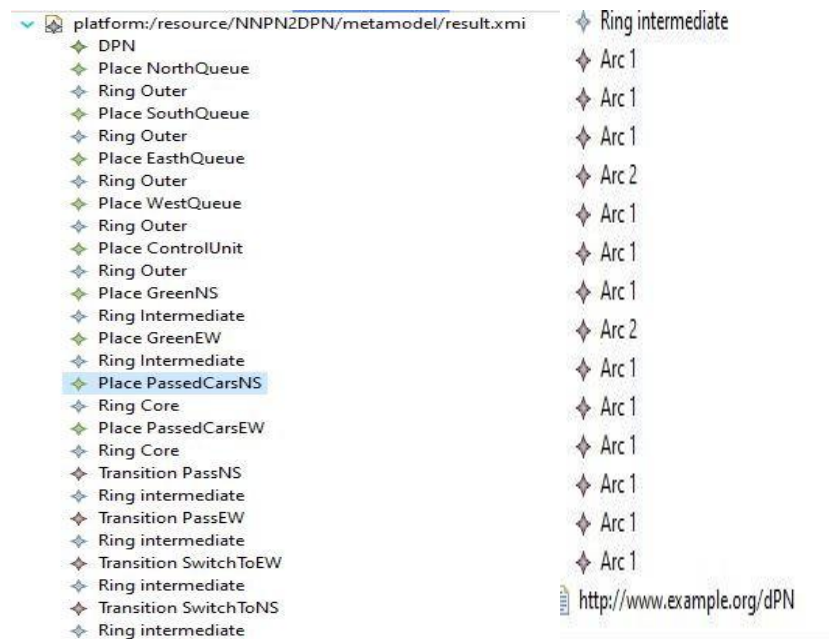 platform:/resource/NNPN2DPN/metamodel/result.xmi
DPN
Place NorthQueue
Ring Outer
Place SouthQueue
Ring Outer
Place EasthQueue
Ring Outer
Place WestQueue
Ring Outer
Place ControlUnit
Ring Outer
Place GreenNS
Ring Intermediate
Place GreenEW
Ring Intermediate
Place PassedCarsNS
Ring Core
Place PassedCarsEW
Ring Core
Transition PassNS
Ring intermediate
Transition PassEW
Ring intermediate
Transition SwitchToEW
Ring intermediate
Transition SwitchToNS
Ring intermediate
Ring intermediate
Arc 1
Arc 1
Arc 1
Arc 2
Arc 1
Arc 1
Arc 1
Arc 2
Arc 1
Arc 1
Arc 1
Arc 1
Arc 1
Arc 1
http://www.example.org/dPN